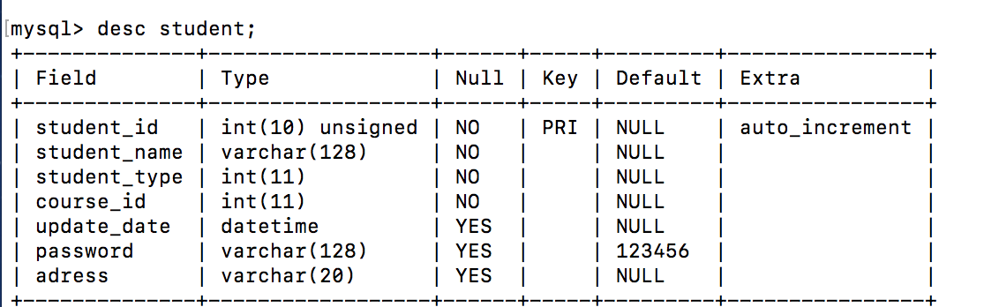 mysql> desc student;
+---------------+------------------+------+-----+---------+----------------+
| Field | Type | Null | Key | Default | Extra |
+---------------+------------------+------+-----+---------+----------------+
| student_id | int(10) unsigned | NO | PRI | NULL | auto_increment |
| student_name | varchar(128) | NO | | NULL | |
| student_type | int(11) | NO | | NULL | |
| course_id | int(11) | NO | | NULL | |
| update_date | datetime | YES | | NULL | |
| password | varchar(128) | YES | | 123456 | |
| adress | varchar(20) | YES | | NULL | |
+---------------+------------------+------+-----+---------+----------------+